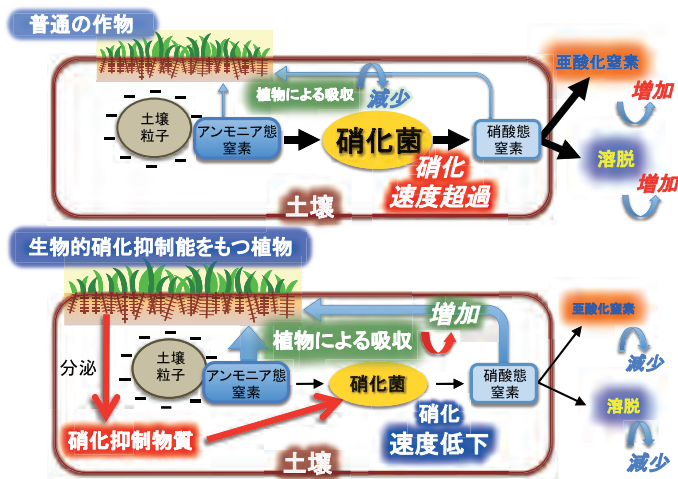 普通の作物
植物による吸収
減少
亜酸化窒素
増加
土壌
粒子
アンモニア態
窒素
硝化菌
硝酸態
窒素
溶脱
硝化
速度超過
増加
土壌
生物的硝化抑制能をもつ植物
増加
亜酸化窒素
植物による吸収
減少
分泌
土壌
粒子
アンモニア態
窒素
硝化菌
硝酸態
窒素
溶脱
硝化
速度低下
硝化抑制物質
土壌
減少